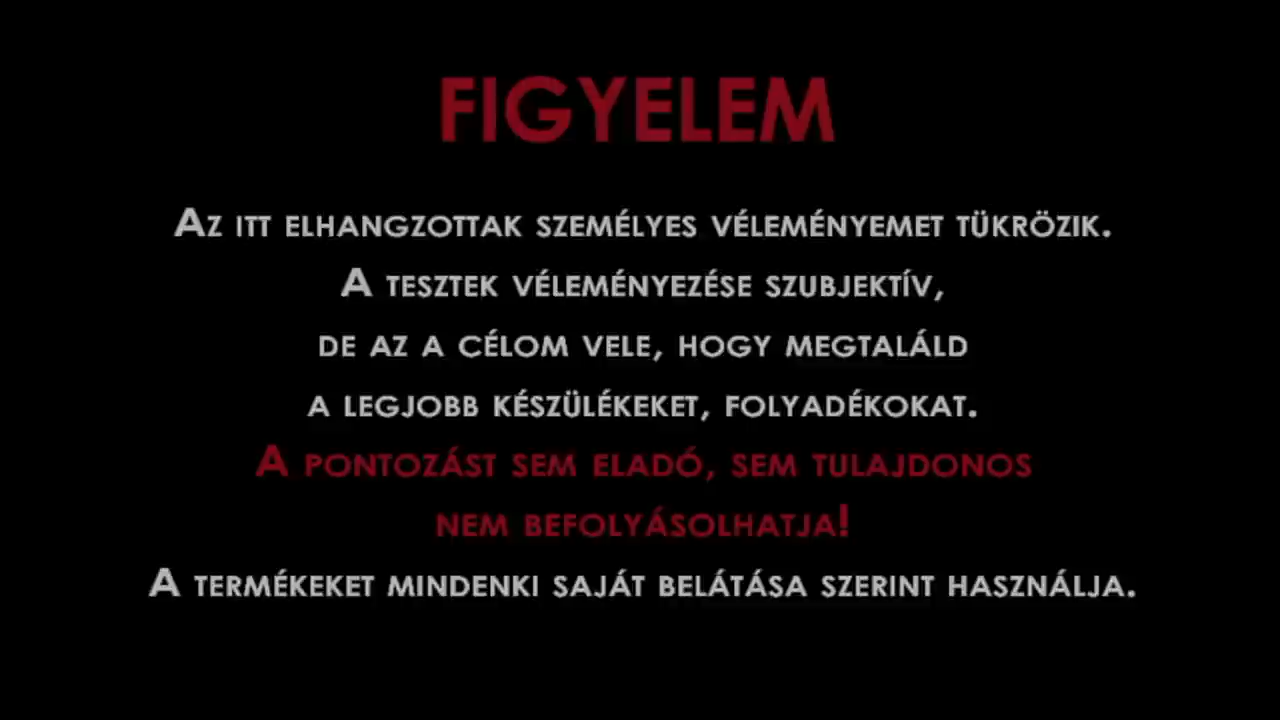 FIGYELEM
Az itt elhangzottak személyes véleményemet tükrözik.
A tesztek véleményezése szubjektív,
de az a célom vele, hogy megtaláld
a legjobb készülékeket, folyadékokat.
A pontozást sem eladó, sem tulajdonos
nem befolyásolhatja!
A termékeket mindenki saját belátása szerint használja.